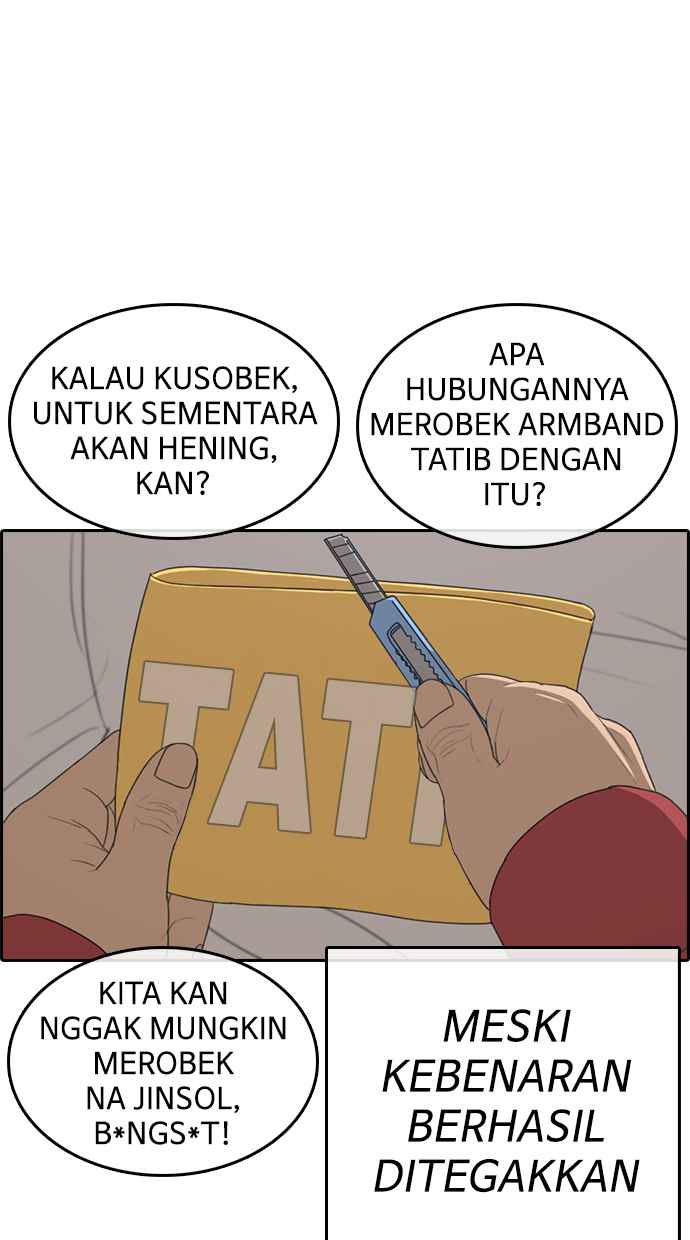 KALAU KUSOBEK,
UNTUK SEMENTARA
AKAN HENING,
KAN?
APA
HUBUNGANNYA
MEROBEK ARMBAND
TATIB DENGAN
ITU?
TATI
KITA KAN
NGGAK MUNGKIN
MEROBEK
NA JINSOL,
B*NGS*T!
MESKI
KEBENARAN
BERHASIL
DITEGAKKAN